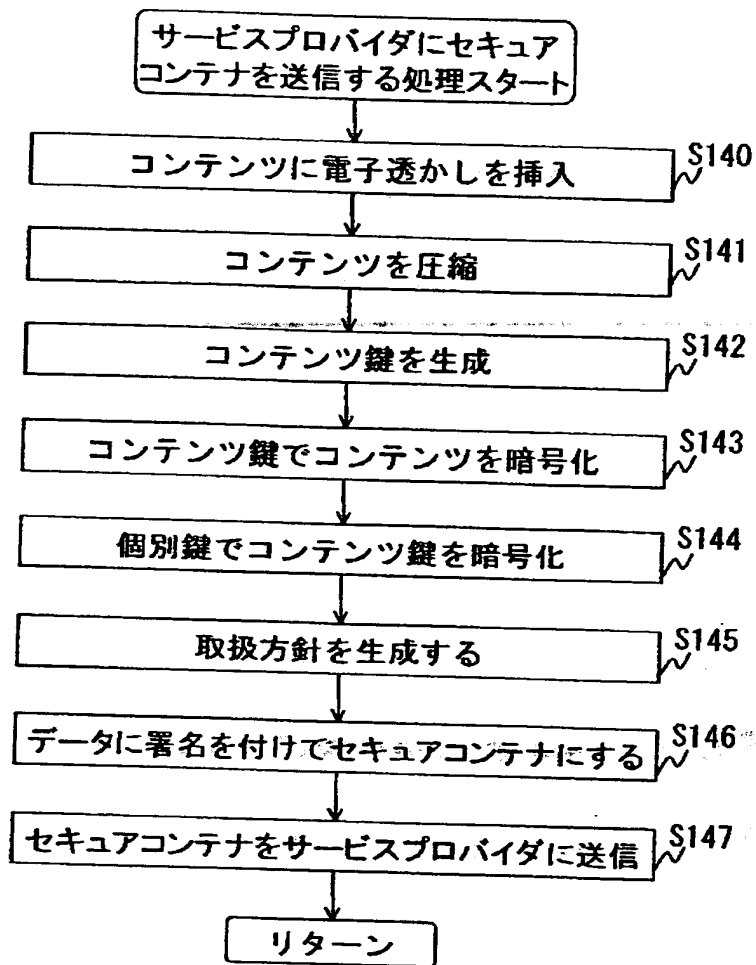 サービスプロバイダにセキュア
コンテナを送信する処理スタート
コンテンツに電子透かしを挿入 S140
コンテンツを圧縮 S141
コンテンツ鍵を生成 S142
コンテンツ鍵でコンテンツを暗号化 S143
個別鍵でコンテンツ鍵を暗号化 S144
取扱方針を生成する S145
データに署名を付けでセキュアコンテナにする S146
セキュアコンテナをサービスプロバイダに送信 S147
リターン